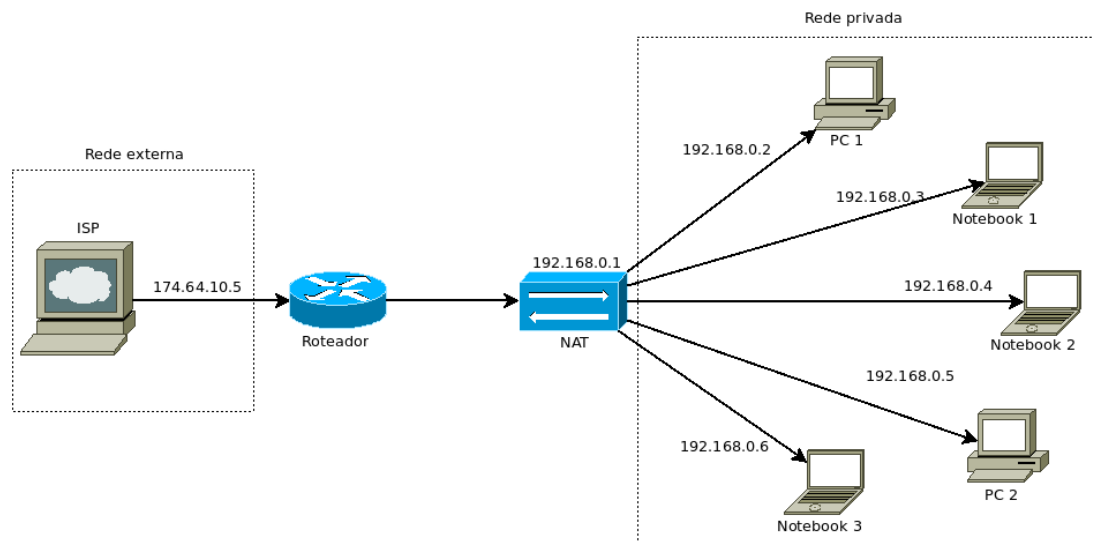 Rede privada
192.168.0.2
PC 1
Rede externa
192.168.0.3
Notebook 1
ISP
192.168.0.1
174.64.10.5
192.168.0.4
Roteador
NAT
Notebook 2
192.168.0.5
192.168.0.6
PC 2
Notebook 3